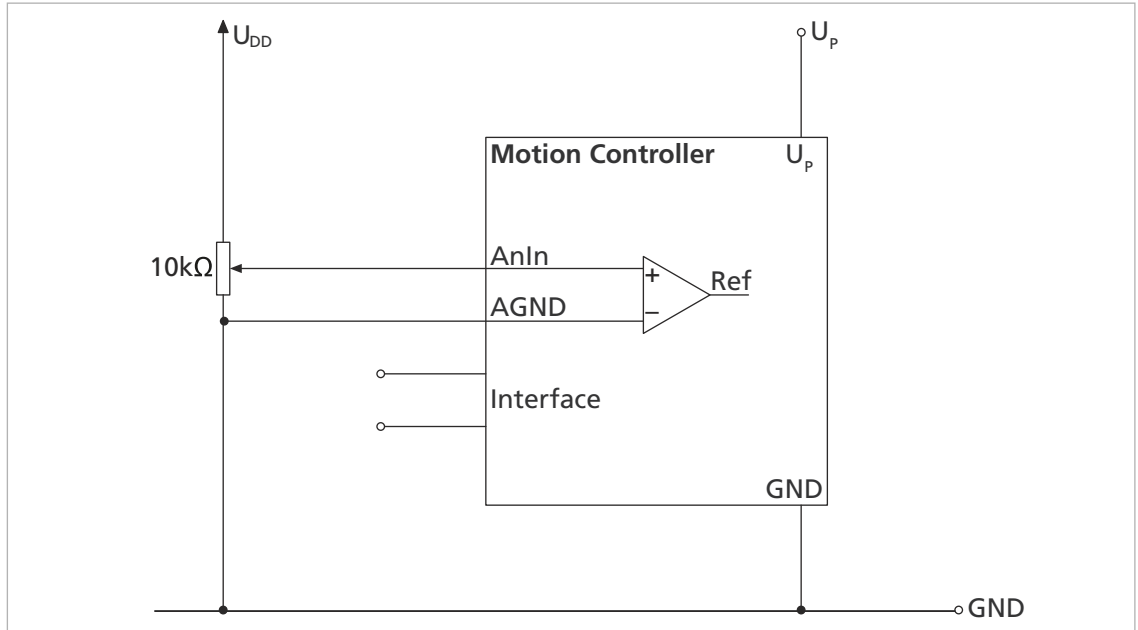 U_DD
U_P
Motion Controller
U_P
AnIn
10kΩ
+
Ref
AGND
−
Interface
GND
GND